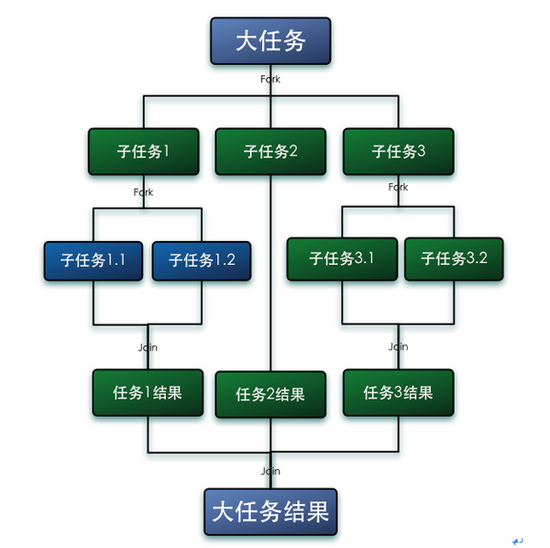 大任务
Fork
子任务1
子任务2
子任务3
Fork
Fork
子任务1.1
子任务1.2
子任务3.1
子任务3.2
Join
Join
任务1结果
任务2结果
任务3结果
Join
大任务结果